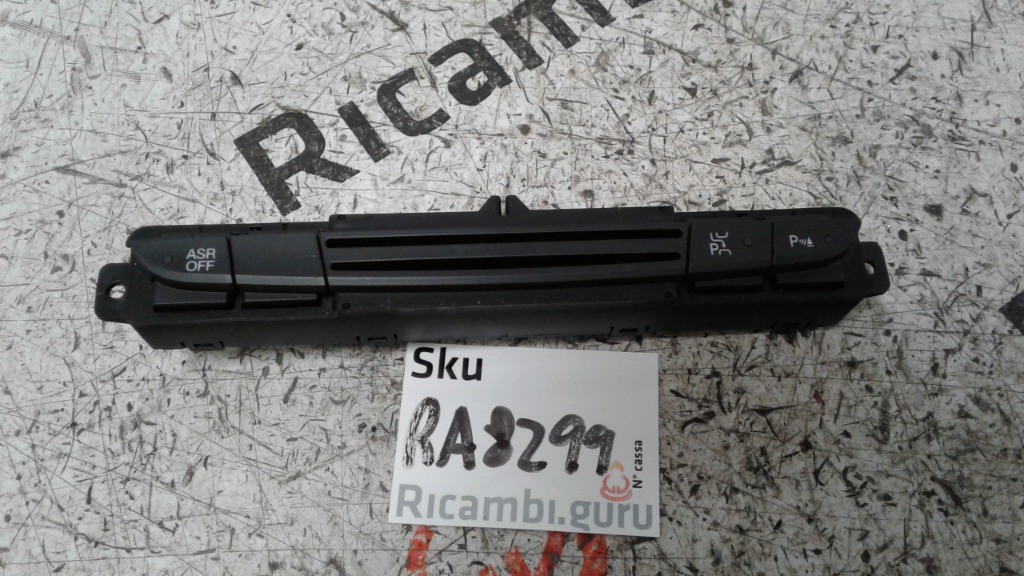 Ricam
ASR
OFF
P
P
Sku
RA8299
N° cassa
Ricambi.guru